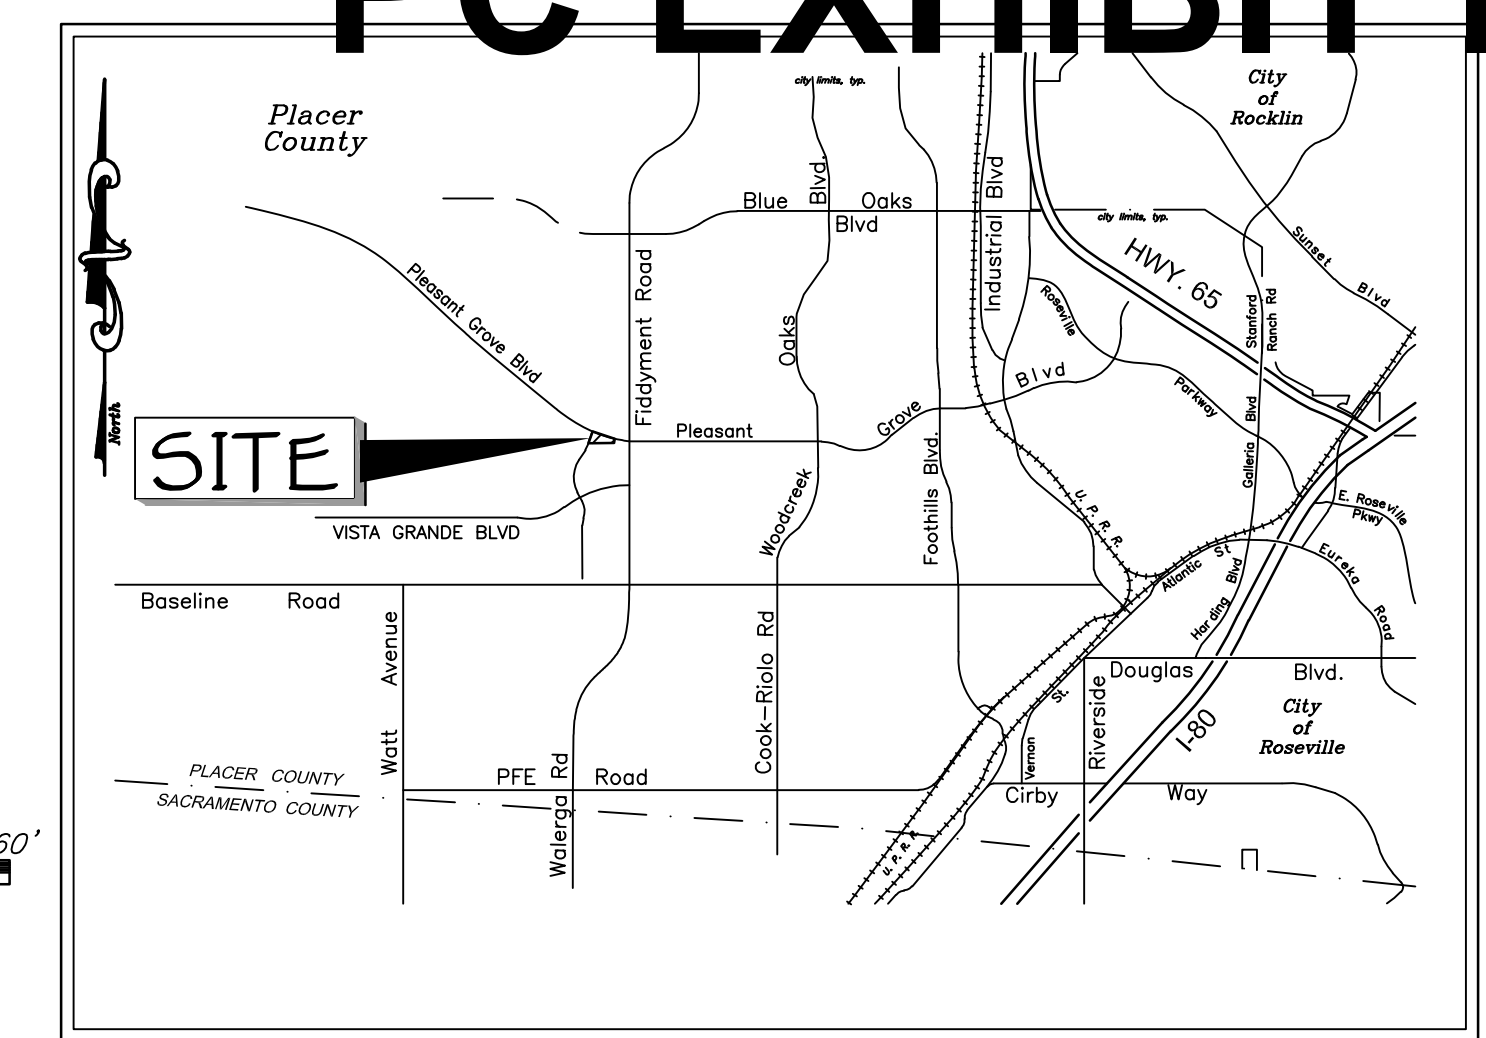 PC EXHIBIT
Placer
County
city limits, typ.
City
of
Rocklin
Blue Oaks
Blvd
Blvd.
Oaks
Woodcreek
Industrial Blvd
city limits, typ.
HWY. 65
Sunset Blvd
Stanford
Ranch Rd
Roseville
Parkway
Pleasant Grove Blvd
Fiddyment Road
North
SITE
Pleasant Grove Blvd
Foothills Blvd.
Galleria Blvd
U. P. R. R.
E. Roseville
Pkwy
VISTA GRANDE BLVD
Atlantic St
Eureka Road
Harding Blvd
Baseline Road
Watt Avenue
Cook-Riolo Rd
Douglas Blvd.
Riverside
Vernon St.
I-80
City
of
Roseville
PLACER COUNTY
SACRAMENTO COUNTY
PFE Road
Walerga Rd
Cirby Way
U. P. R. R.
60'